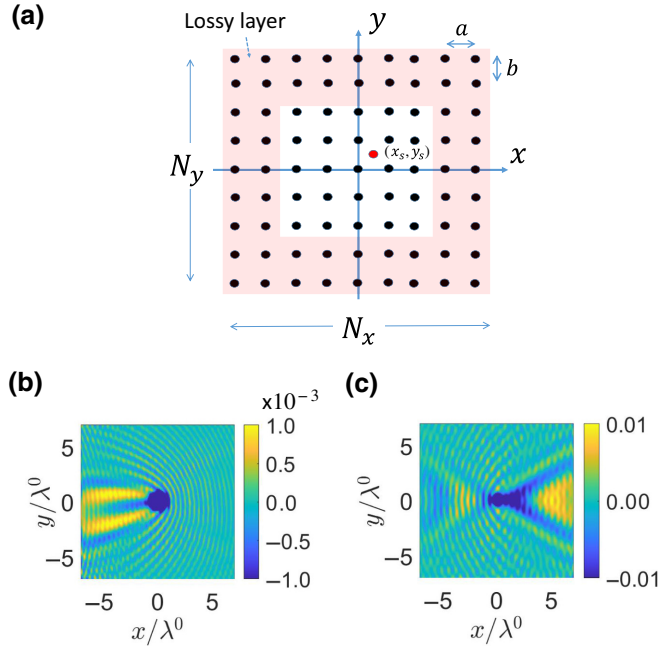 (a)
Lossy layer
y
a
b
(x_s, y_s)
x
N_y
N_x
(b)
(c)
x10^{-3}
5
0
−5
y/λ^0
−5 0 5
x/λ^0
1.0
0.5
0.0
−0.5
−1.0
5
0
−5
y/λ^0
−5 0 5
x/λ^0
0.01
0.00
−0.01